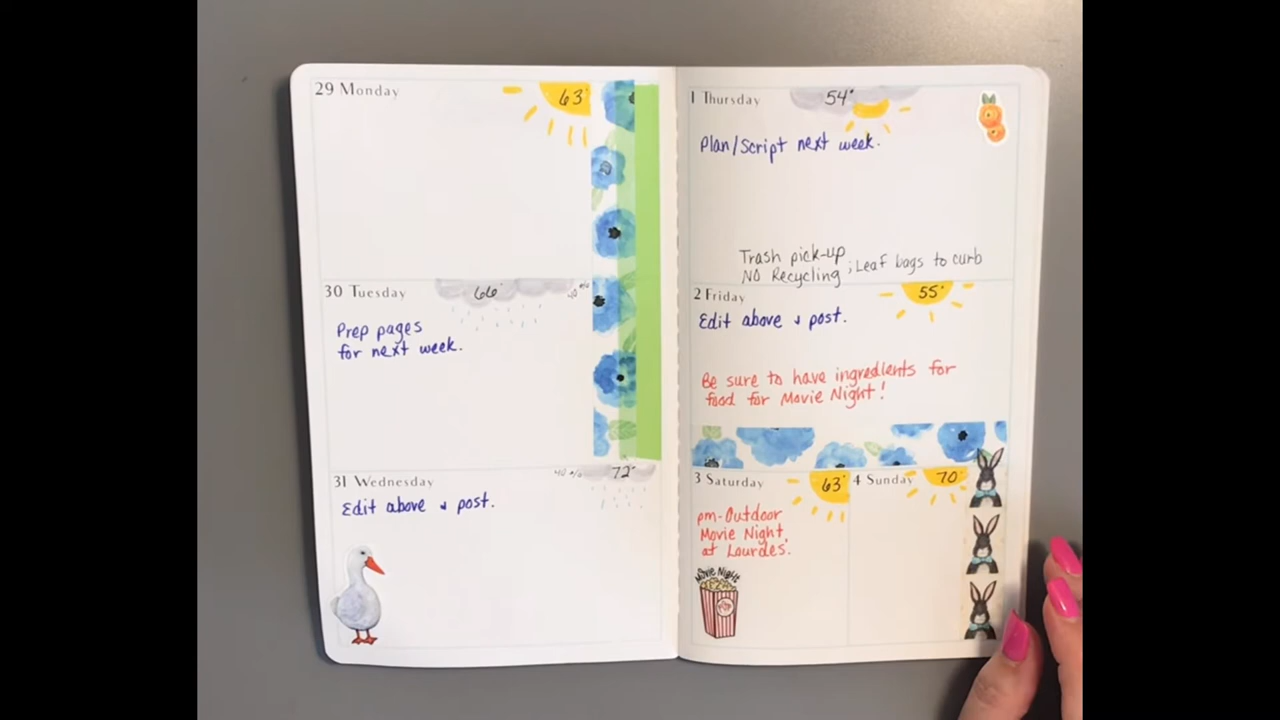 29 Monday
63°
30 Tuesday
66°
40 %
Prep pages
for next week.
31 Wednesday
40 %
72°
Edit above & post.
1 Thursday
54°
Plan/Script next week.
Trash pick-up
NO Recycling ; Leaf bags to curb
2 Friday
55°
Edit above & post.
Be sure to have ingredients for
food for Movie Night!
3 Saturday
63°
pm-Outdoor
Movie Night
at Lourdes.
Movie Night
4 Sunday
70°